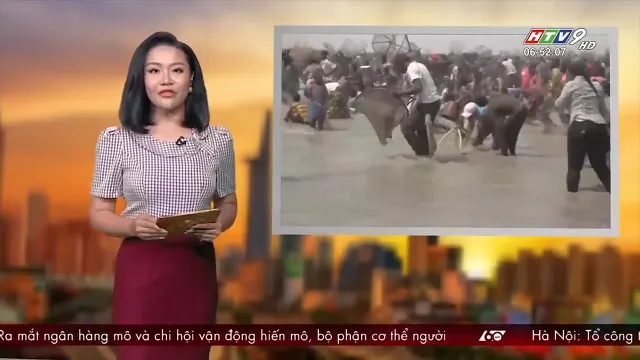 HTV9 HD
06:52:07
Ra mắt ngân hàng mô và chi hội vận động hiến mô, bộ phận cơ thể người
60
Hà Nội: Tổ công